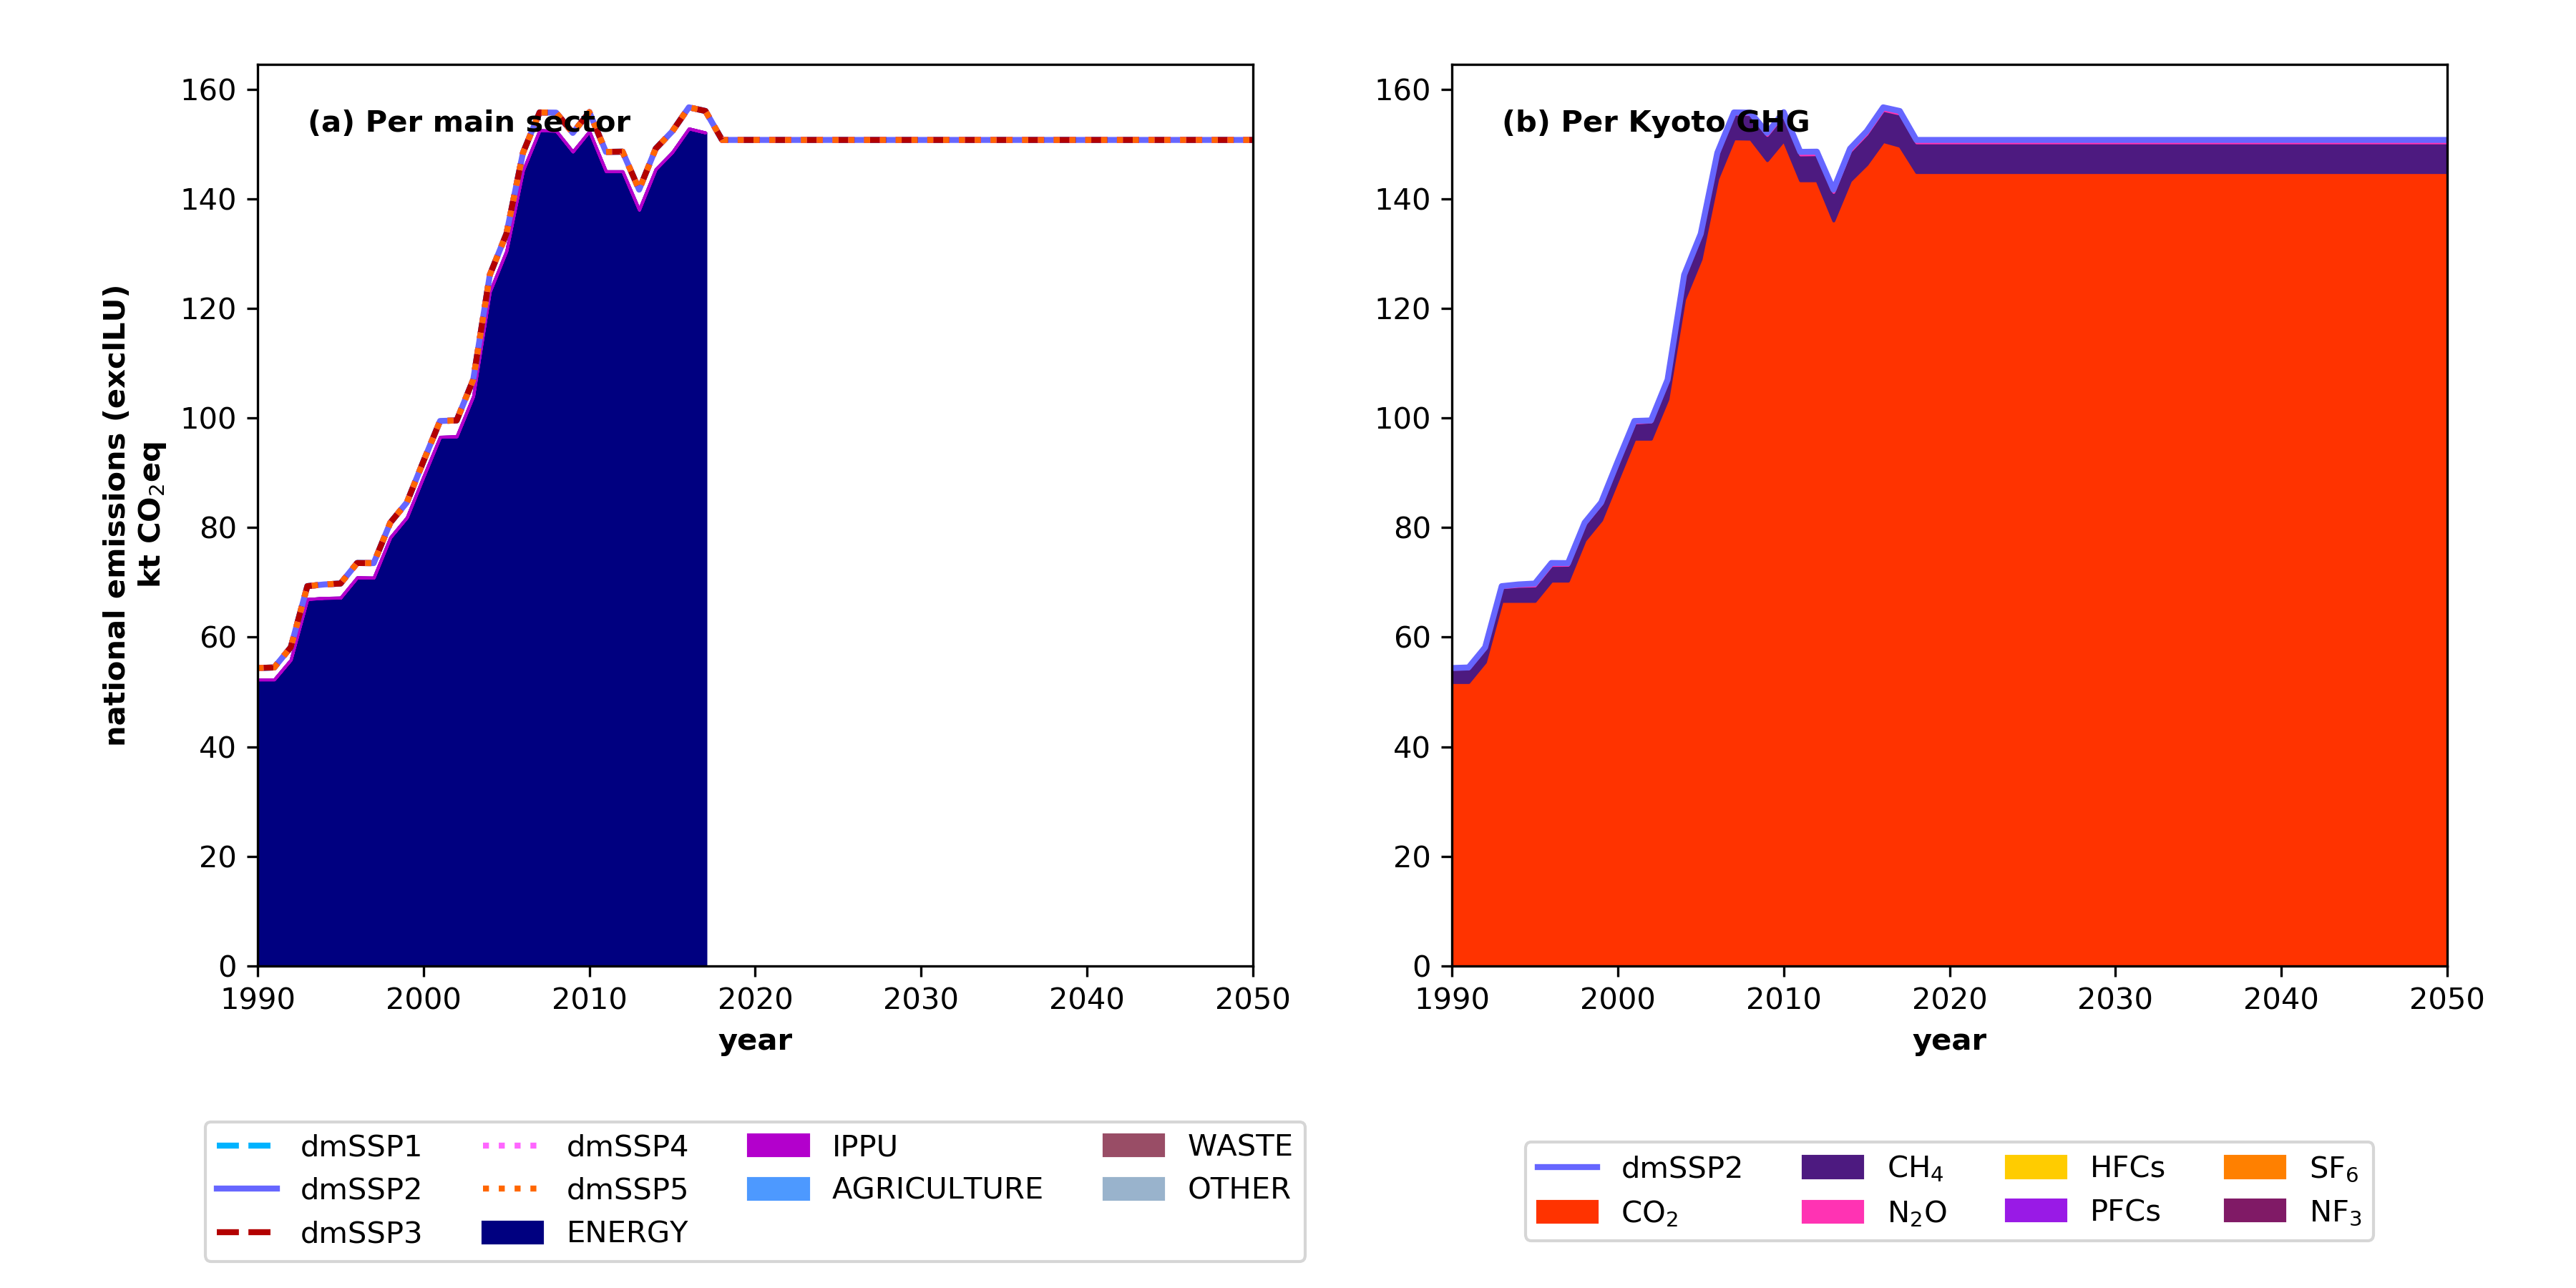 (a) Per main sector
160
140
120
100
80
60
40
20
0
national emissions (exclLU)
kt CO₂eq
1990 2000 2010 2020 2030 2040 2050
year
dmSSP1 dmSSP4 IPPU WASTE
dmSSP2 dmSSP5 AGRICULTURE OTHER
dmSSP3 ENERGY
(b) Per Kyoto GHG
160
140
120
100
80
60
40
20
0
1990 2000 2010 2020 2030 2040 2050
year
dmSSP2 CH₄ HFCs SF₆
CO₂ N₂O PFCs NF₃